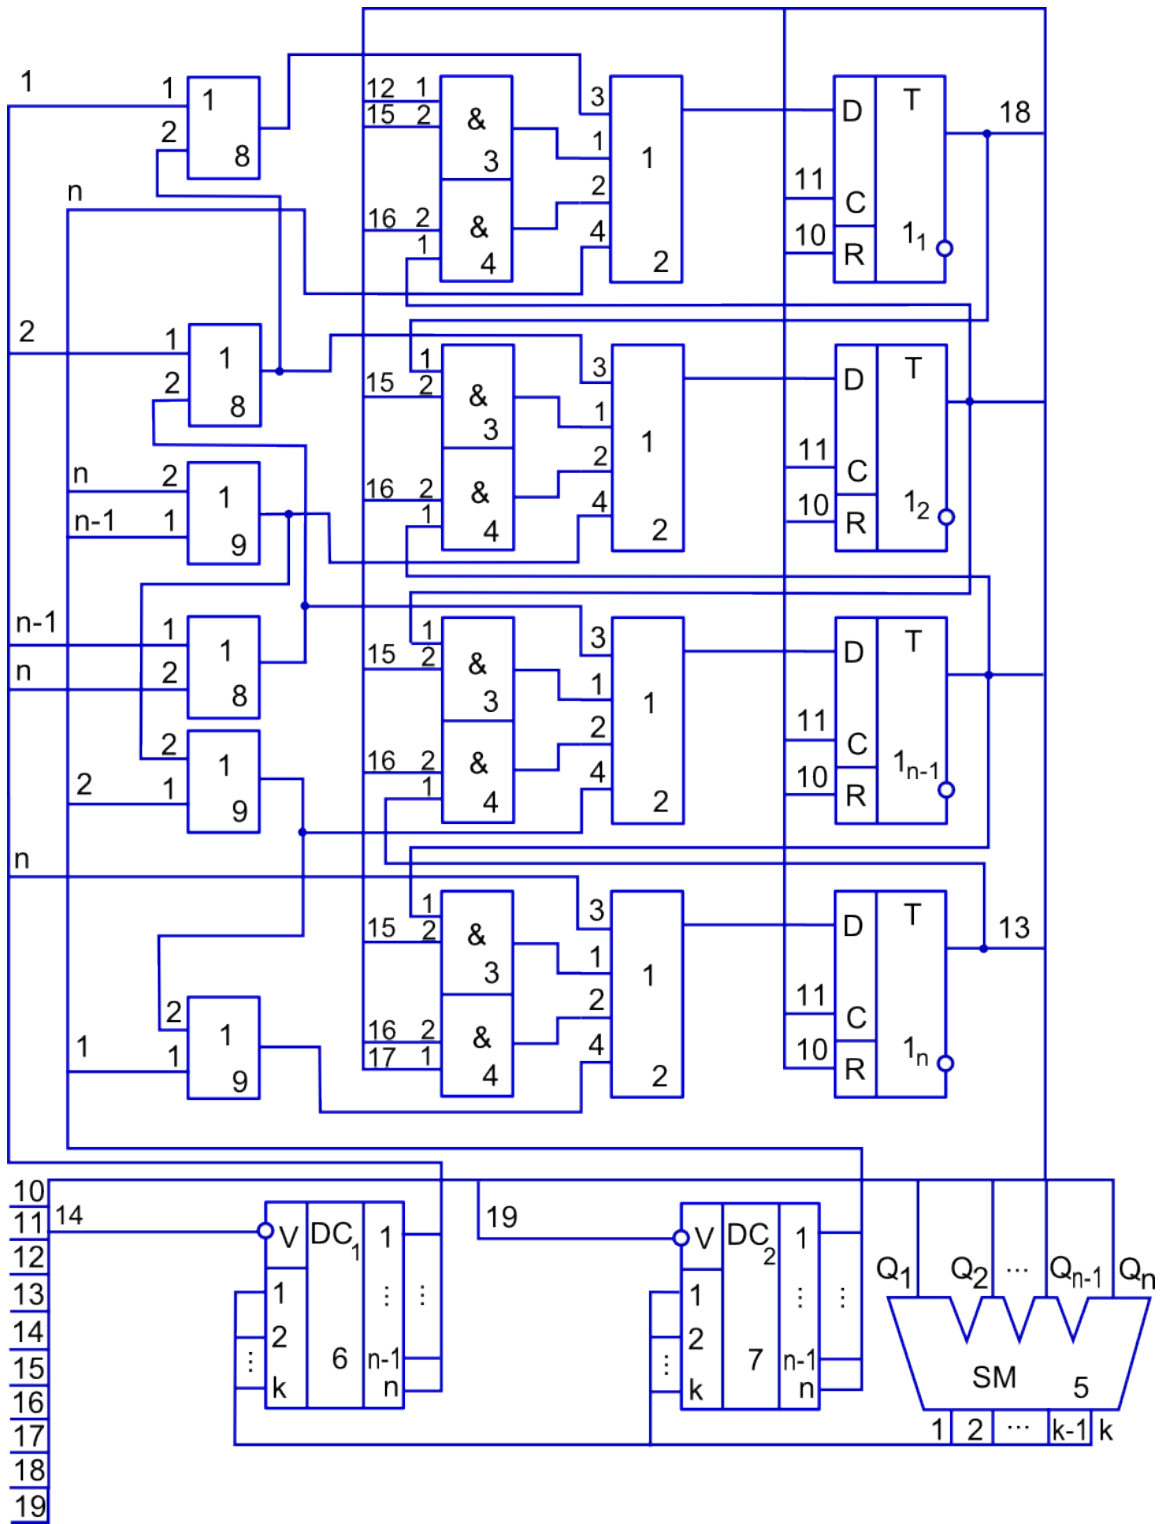 1 1 1 12 1 3 T 18
15 2 & D
2 8 3 1 1
n 2 11 C
16 2 & 4 10 1₁
1 4 2 R
2 1 1 3 T
2 8 15 1 2 & 1 1 D
n 2 1 3 2 11 C
n-1 1 9 16 2 & 4 10 1₂
1 4 2 R
n-1 1 1 1 3 T
n 2 8 15 2 & 1 1 D
2 1 3 2 11 C
2 1 9 16 2 & 4 10 1n-1
1 4 2 R
n 1 3 T 13
15 2 & 1 1 D
3 2 11 C
2 1 16 2 & 4 10 1n
1 1 9 17 1 4 2 R
10
11 14 V DC₁ 1 19 V DC₂ 1
12 1 ⋮ ⋮ 1 ⋮ ⋮ Q₁ Q₂ ... Qn-1 Qn
13 2 2
14 ⋮ 6 n-1 ⋮ 7 n-1 SM 5
15 k n k n
16 1 2 ... k-1 k
17
18
19